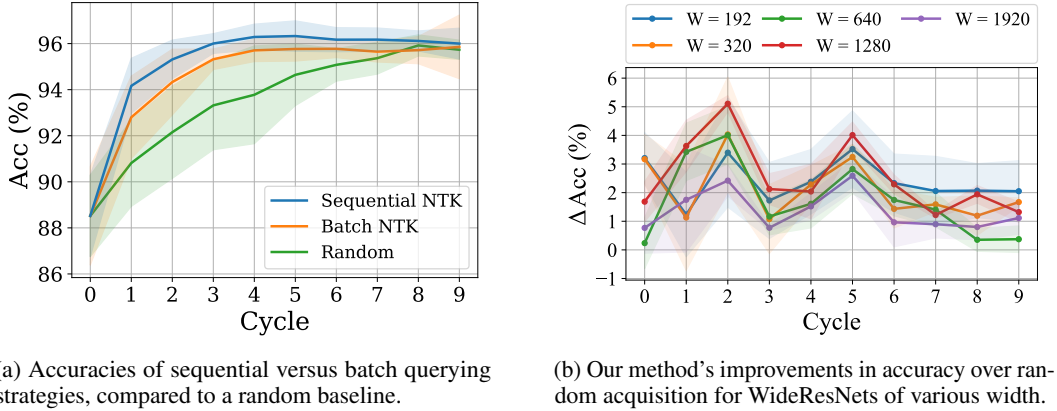 Acc (%)
96
94
92
90
88
86
Sequential NTK
Batch NTK
Random
0 1 2 3 4 5 6 7 8 9
Cycle
(a) Accuracies of sequential versus batch querying
strategies, compared to a random baseline.
W = 192 W = 640 W = 1920
W = 320 W = 1280
Δ Acc (%)
6
5
4
3
2
1
0
−1
0 1 2 3 4 5 6 7 8 9
Cycle
(b) Our method's improvements in accuracy over ran-
dom acquisition for WideResNets of various width.